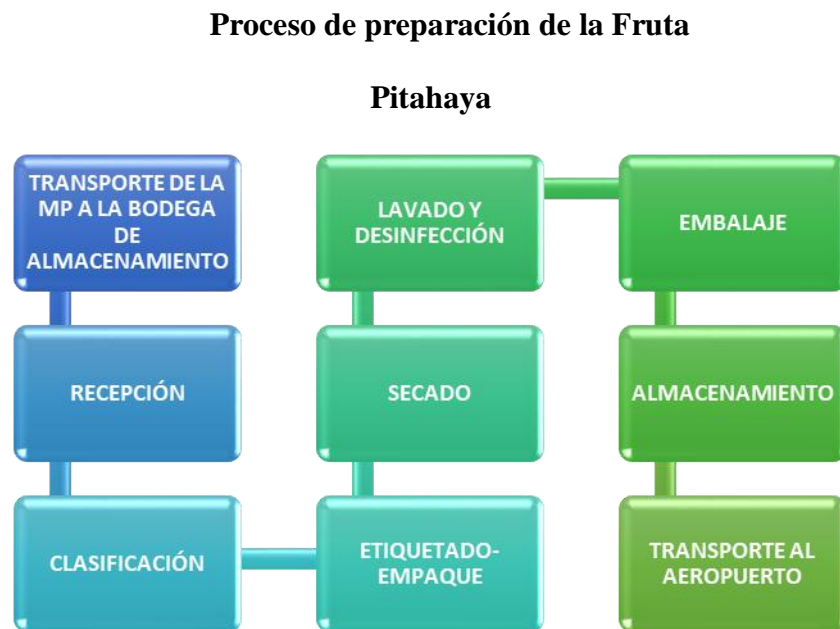 Proceso de preparación de la Fruta
Pitahaya
TRANSPORTE DE LA
MP A LA BODEGA
DE
ALMACENAMIENTO
RECEPCIÓN
CLASIFICACIÓN
ETIQUETADO-
EMPAQUE
SECADO
LAVADO Y
DESINFECCIÓN
EMBALAJE
ALMACENAMIENTO
TRANSPORTE AL
AEROPUERTO